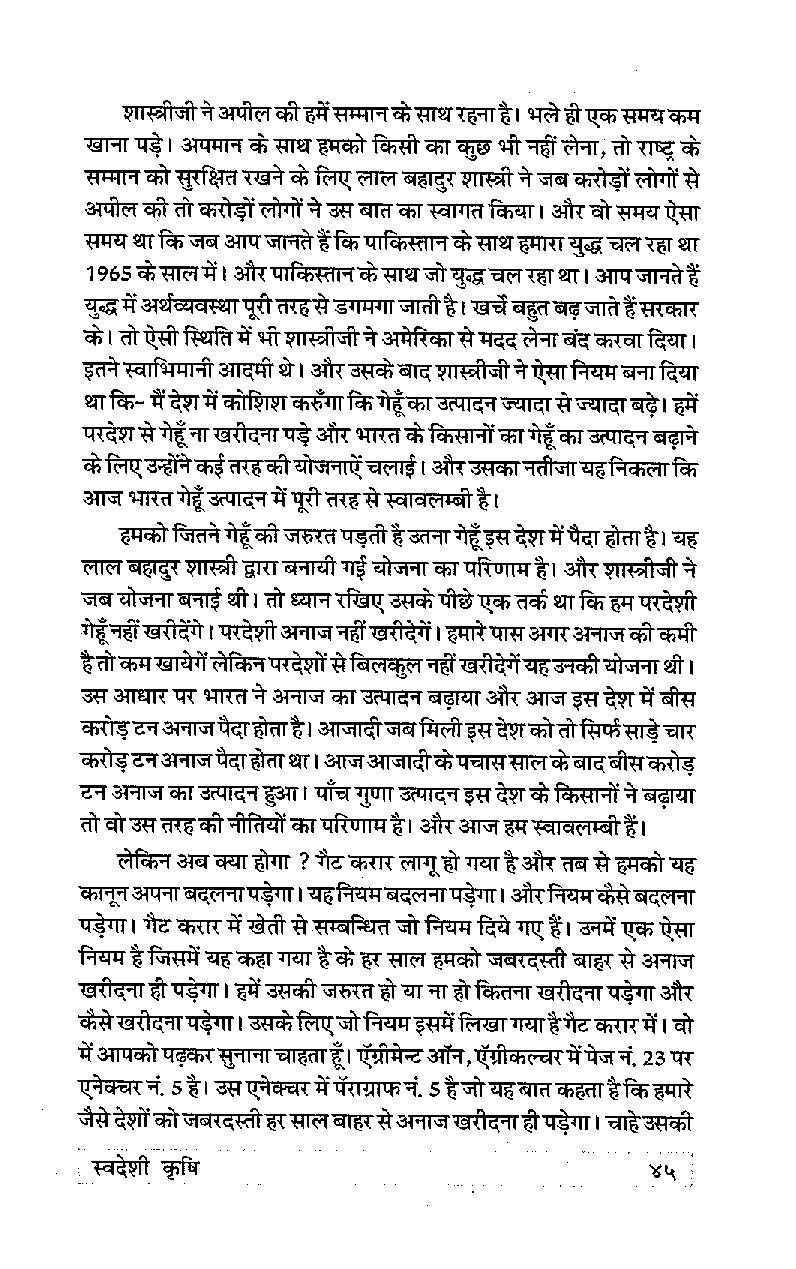 शास्त्रीजी ने अपील की हमें सम्मान के साथ रहना है। भले ही एक समय कम
खाना पड़े। अपमान के साथ हमको किसी का कुछ भी नहीं लेना, तो राष्ट्र के
सम्मान को सुरक्षित रखने के लिए लाल बहादुर शास्त्री ने जब करोड़ों लोगों से
अपील की तो करोड़ों लोगों ने उस बात का स्वागत किया। और वो समय ऐसा
समय था कि जब आप जानते हैं कि पाकिस्तान के साथ हमारा युद्ध चल रहा था
1965 के साल में। और पाकिस्तान के साथ जो युद्ध चल रहा था। आप जानते हैं
युद्ध में अर्थव्यवस्था पूरी तरह से डगमगा जाती है। खर्चे बहुत बढ़ जाते हैं सरकार
के। तो ऐसी स्थिति में भी शास्त्रीजी ने अमेरिका से मदद लेना बंद करवा दिया।
इतने स्वाभिमानी आदमी थे। और उसके बाद शास्त्रीजी ने ऐसा नियम बना दिया
था कि- मैं देश में कोशिश करुँगा कि गेहूँ का उत्पादन ज्यादा से ज्यादा बढ़े। हमें
परदेश से गेहूँ ना खरीदना पड़े और भारत के किसानों का गेहूँ का उत्पादन बढ़ाने
के लिए उन्होंने कई तरह की योजनाऐं चलाई। और उसका नतीजा यह निकला कि
आज भारत गेहूँ उत्पादन में पूरी तरह से स्वावलम्बी है।
हमको जितने गेहूँ की जरुरत पड़ती है उतना गेहूँ इस देश में पैदा होता है। यह
लाल बहादुर शास्त्री द्वारा बनायी गई योजना का परिणाम है। और शास्त्रीजी ने
जब योजना बनाई थी। तो ध्यान रखिए उसके पीछे एक तर्क था कि हम परदेशी
गेहूँ नहीं खरीदेंगे। परदेशी अनाज नहीं खरीदेगें। हमारे पास अगर अनाज की कमी
है तो कम खायेगें लेकिन परदेशों से बिलकुल नहीं खरीदेगें यह उनकी योजना थी।
उस आधार पर भारत ने अनाज का उत्पादन बढ़ाया और आज इस देश में बीस
करोड़ टन अनाज पैदा होता है। आजादी जब मिली इस देश को तो सिर्फ साड़े चार
करोड़ टन अनाज पैदा होता था। आज आजादी के पचास साल के बाद बीस करोड़
टन अनाज का उत्पादन हुआ। पाँच गुणा उत्पादन इस देश के किसानों ने बढ़ाया
तो वो उस तरह की नीतियों का परिणाम है। और आज हम स्वावलम्बी हैं।
लेकिन अब क्या होगा ? गैट करार लागू हो गया है और तब से हमको यह
कानून अपना बदलना पड़ेगा। यह नियम बदलना पड़ेगा। और नियम कैसे बदलना
पड़ेगा। गैट करार में खेती से सम्बन्धित जो नियम दिये गए हैं। उनमें एक ऐसा
नियम है जिसमें यह कहा गया है के हर साल हमको जबरदस्ती बाहर से अनाज
खरीदना ही पड़ेगा। हमें उसकी जरुरत हो या ना हो कितना खरीदना पड़ेगा और
कैसे खरीदना पड़ेगा। उसके लिए जो नियम इसमें लिखा गया है गैट करार में। वो
में आपको पढ़कर सुनाना चाहता हूँ। ऍग्रीमेन्ट ऑन, ऍग्रीकल्चर में पेज नं. 23 पर
एनेक्चर नं. 5 है। उस एनेक्चर में पॅराग्राफ नं. 5 है जो यह बात कहता है कि हमारे
जैसे देशों को जबरदस्ती हर साल बाहर से अनाज खरीदना ही पड़ेगा। चाहे उसकी
स्वदेशी कृषि ४५